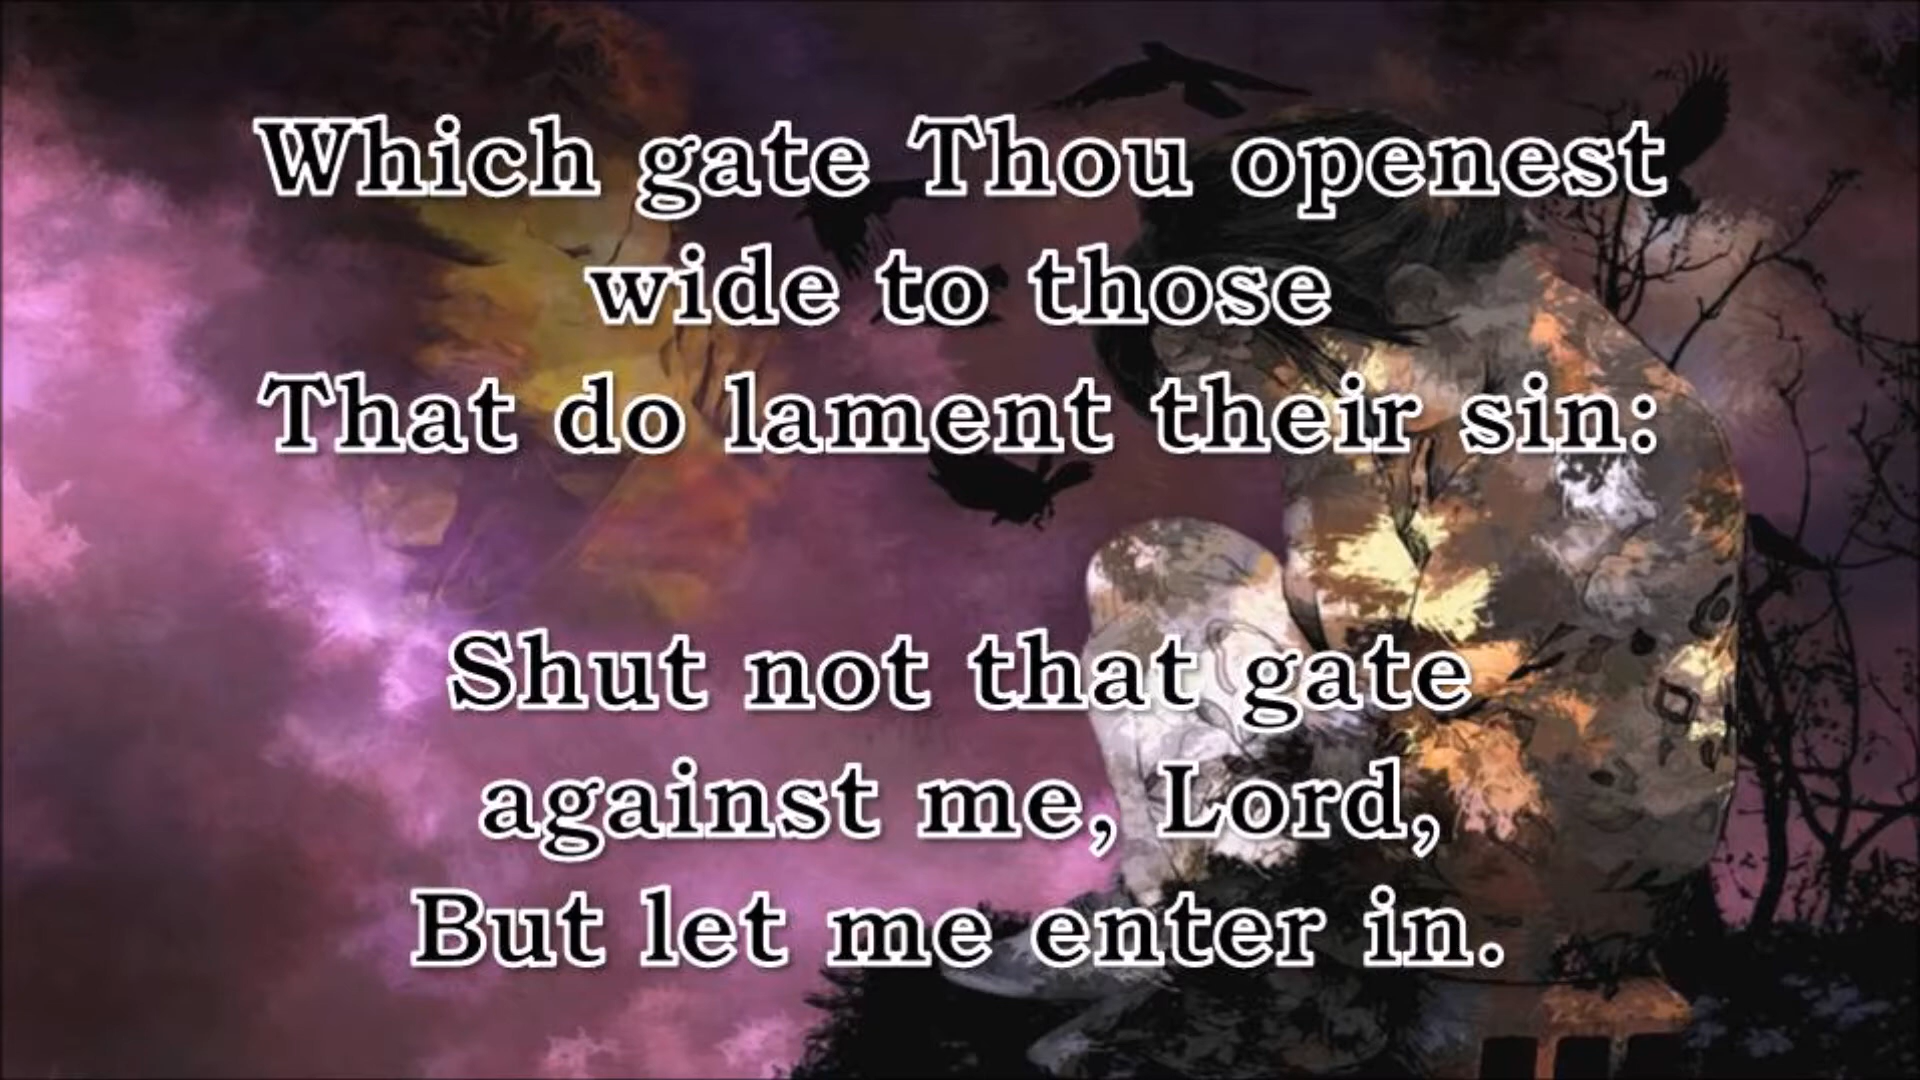 Which gate Thou openest
wide to those
That do lament their sin:
Shut not that gate
against me, Lord,
But let me enter in.